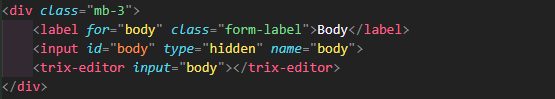 <div class="mb-3">
<label for="body" class="form-label">Body</label>
<input id="body" type="hidden" name="body">
<trix-editor input="body"></trix-editor>
</div>